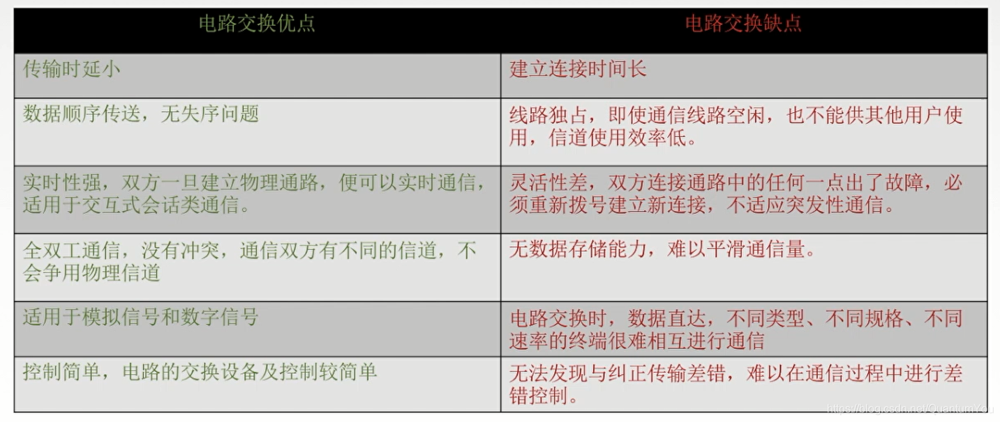 电路交换优点
电路交换缺点
传输时延小
建立连接时间长
数据顺序传送，无失序问题
线路独占，即使通信线路空闲，也不能供其他用户使
用，信道使用效率低。
实时性强，双方一旦建立物理通路，便可以实时通信，
适用于交互式会话类通信。
灵活性差，双方连接通路中的任何一点出了故障，必
须重新拨号建立新连接，不适应突发性通信。
全双工通信，没有冲突，通信双方有不同的信道，不
会争用物理信道
无数据存储能力，难以平滑通信量。
适用于模拟信号和数字信号
电路交换时，数据直达，不同类型、不同规格、不同
速率的终端很难相互进行通信
控制简单，电路的交换设备及控制较简单
无法发现与纠正传输差错，难以在通信过程中进行差
错控制。
https://blog.csdn.net/QuantumYou